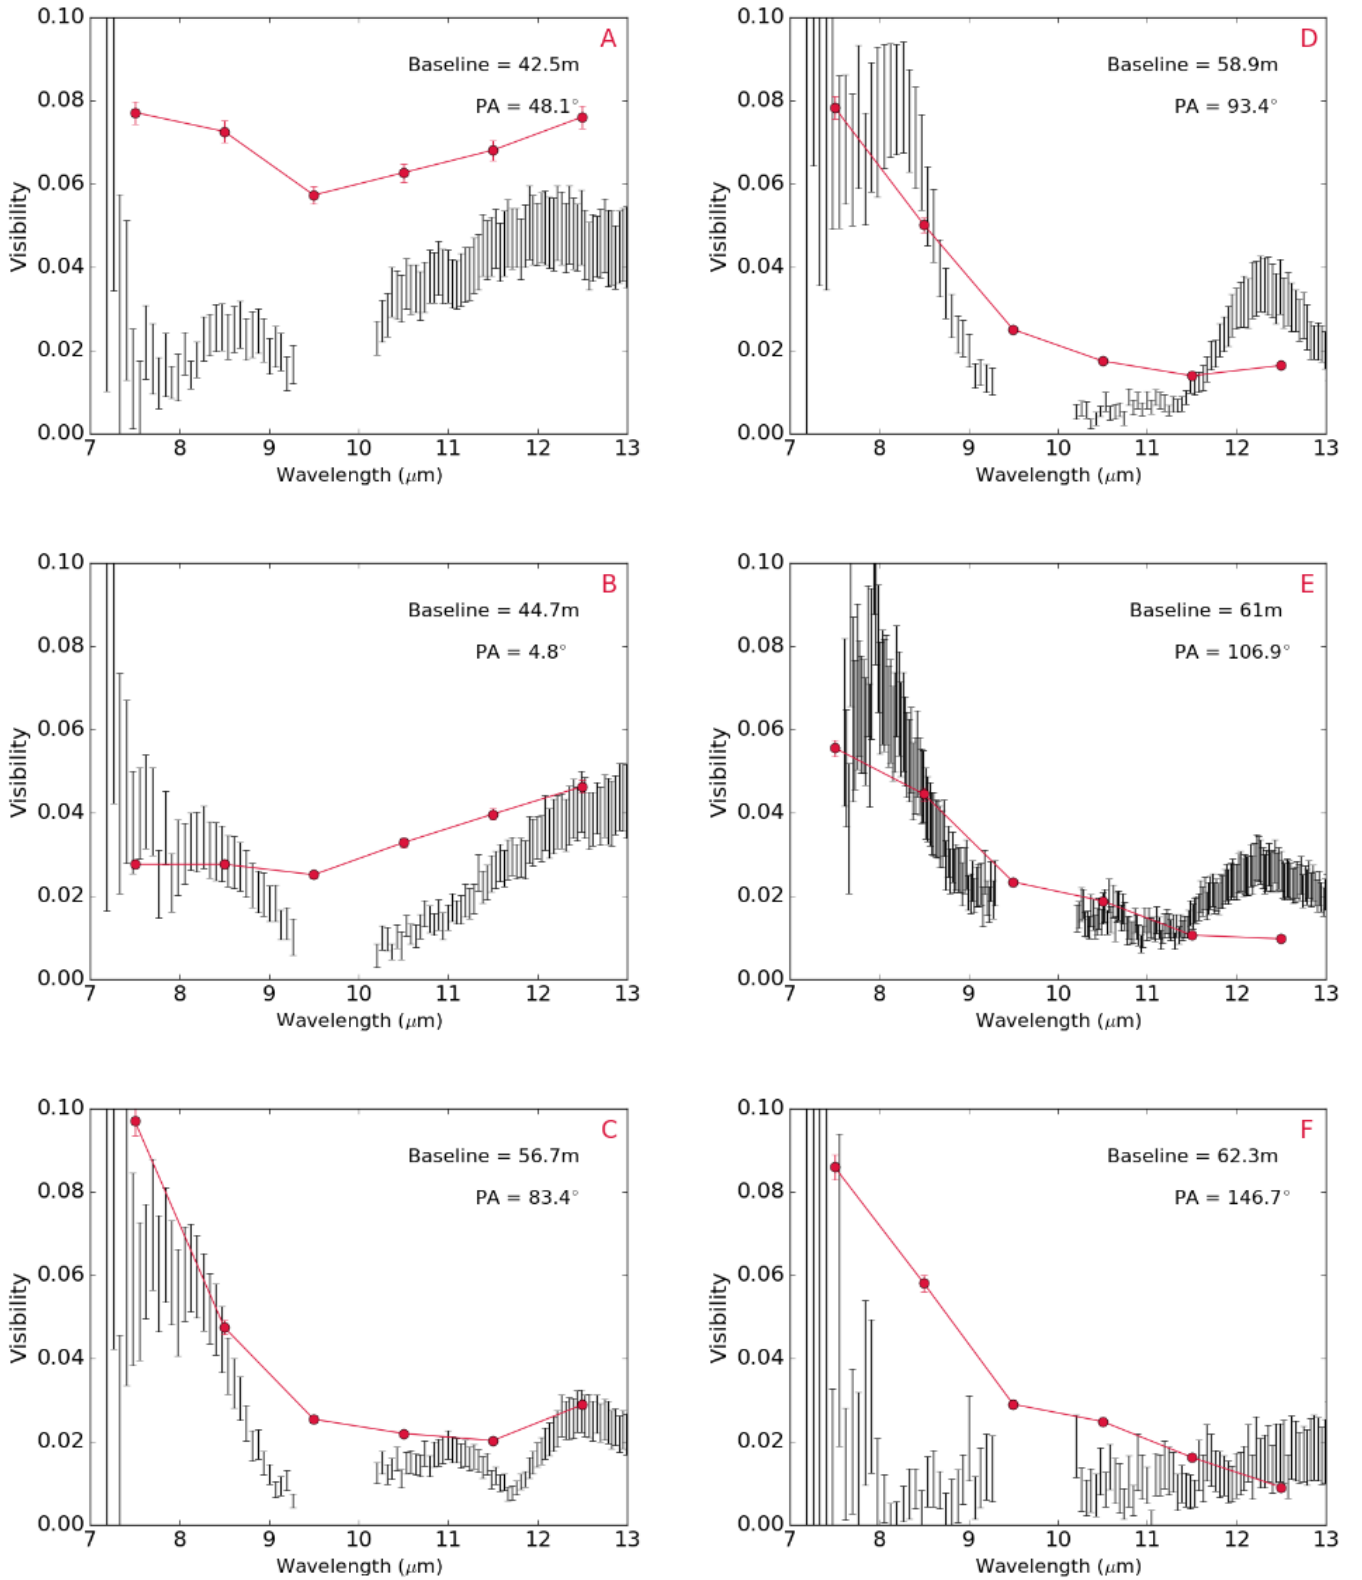 0.10
A
Baseline = 42.5m
0.08
PA = 48.1°
0.06
Visibility
0.04
0.02
0.00
7 8 9 10 11 12 13
Wavelength (μm)
0.10
D
Baseline = 58.9m
0.08
PA = 93.4°
0.06
Visibility
0.04
0.02
0.00
7 8 9 10 11 12 13
Wavelength (μm)
0.10
B
Baseline = 44.7m
0.08
PA = 4.8°
0.06
Visibility
0.04
0.02
0.00
7 8 9 10 11 12 13
Wavelength (μm)
0.10
E
Baseline = 61m
0.08
PA = 106.9°
0.06
Visibility
0.04
0.02
0.00
7 8 9 10 11 12 13
Wavelength (μm)
0.10
C
Baseline = 56.7m
0.08
PA = 83.4°
0.06
Visibility
0.04
0.02
0.00
7 8 9 10 11 12 13
Wavelength (μm)
0.10
F
Baseline = 62.3m
0.08
PA = 146.7°
0.06
Visibility
0.04
0.02
0.00
7 8 9 10 11 12 13
Wavelength (μm)